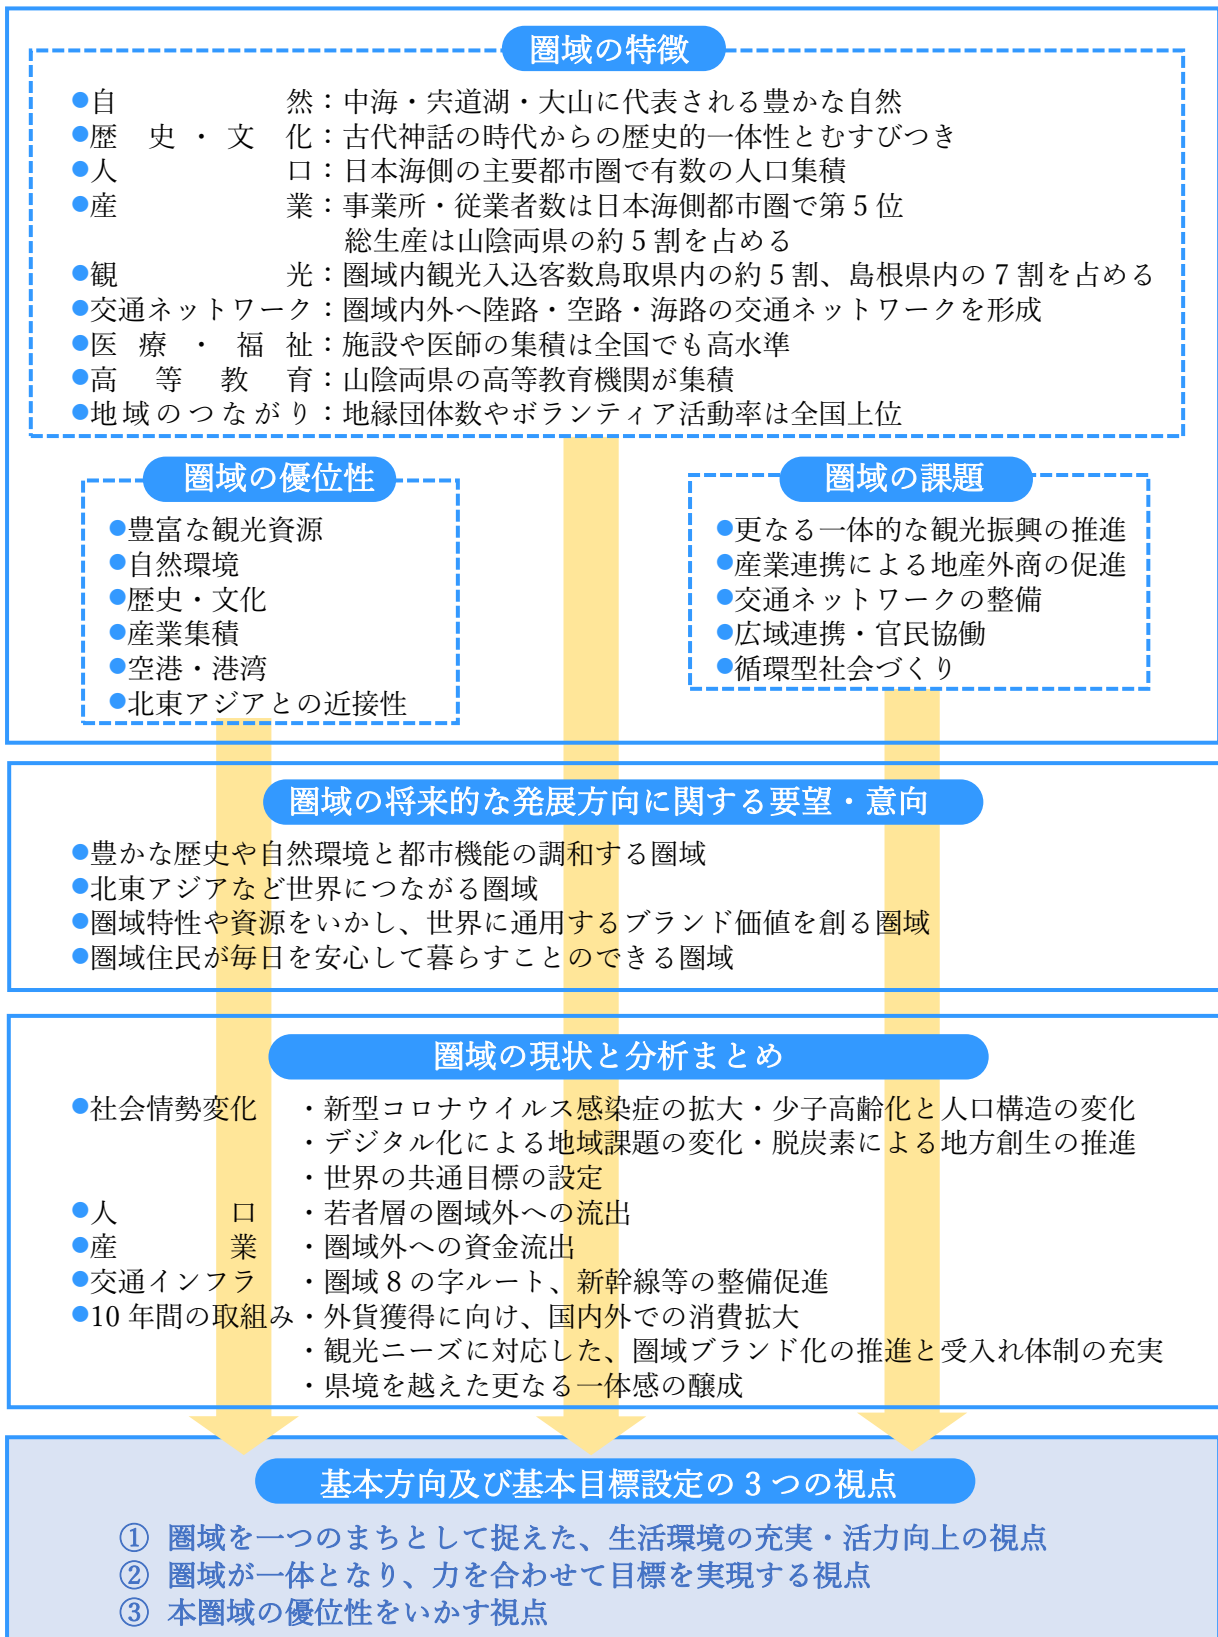 圏域の特徴
●自然：中海・宍道湖・大山に代表される豊かな自然
●歴史・文化：古代神話の時代からの歴史的一体性とむすびつき
●人口：日本海側の主要都市圏で有数の人口集積
●産業：事業所・従業者数は日本海側都市圏で第５位
総生産は山陰両県の約５割を占める
●観光：圏域内観光入込客数鳥取県内の約５割、島根県内の７割を占める
●交通ネットワーク：圏域内外へ陸路・空路・海路の交通ネットワークを形成
●医療・福祉：施設や医師の集積は全国でも高水準
●高等教育：山陰両県の高等教育機関が集積
●地域のつながり：地縁団体数やボランティア活動率は全国上位
圏域の優位性
●豊富な観光資源
●自然環境
●歴史・文化
●産業集積
●空港・港湾
●北東アジアとの近接性
圏域の課題
●更なる一体的な観光振興の推進
●産業連携による地産外商の促進
●交通ネットワークの整備
●広域連携・官民協働
●循環型社会づくり
圏域の将来的な発展方向に関する要望・意向
●豊かな歴史や自然環境と都市機能の調和する圏域
●北東アジアなど世界につながる圏域
●圏域特性や資源をいかし、世界に通用するブランド価値を創る圏域
●圏域住民が毎日を安心して暮らすことのできる圏域
圏域の現状と分析まとめ
●社会情勢変化 ・新型コロナウイルス感染症の拡大・少子高齢化と人口構造の変化
・デジタル化による地域課題の変化・脱炭素による地方創生の推進
・世界の共通目標の設定
●人口 ・若者層の圏域外への流出
●産業 ・圏域外への資金流出
●交通インフラ ・圏域８の字ルート、新幹線等の整備促進
●10年間の取組み・外貨獲得に向け、国内外での消費拡大
・観光ニーズに対応した、圏域ブランド化の推進と受入れ体制の充実
・県境を越えた更なる一体感の醸成
基本方向及び基本目標設定の３つの視点
① 圏域を一つのまちとして捉えた、生活環境の充実・活力向上の視点
② 圏域が一体となり、力を合わせて目標を実現する視点
③ 本圏域の優位性をいかす視点